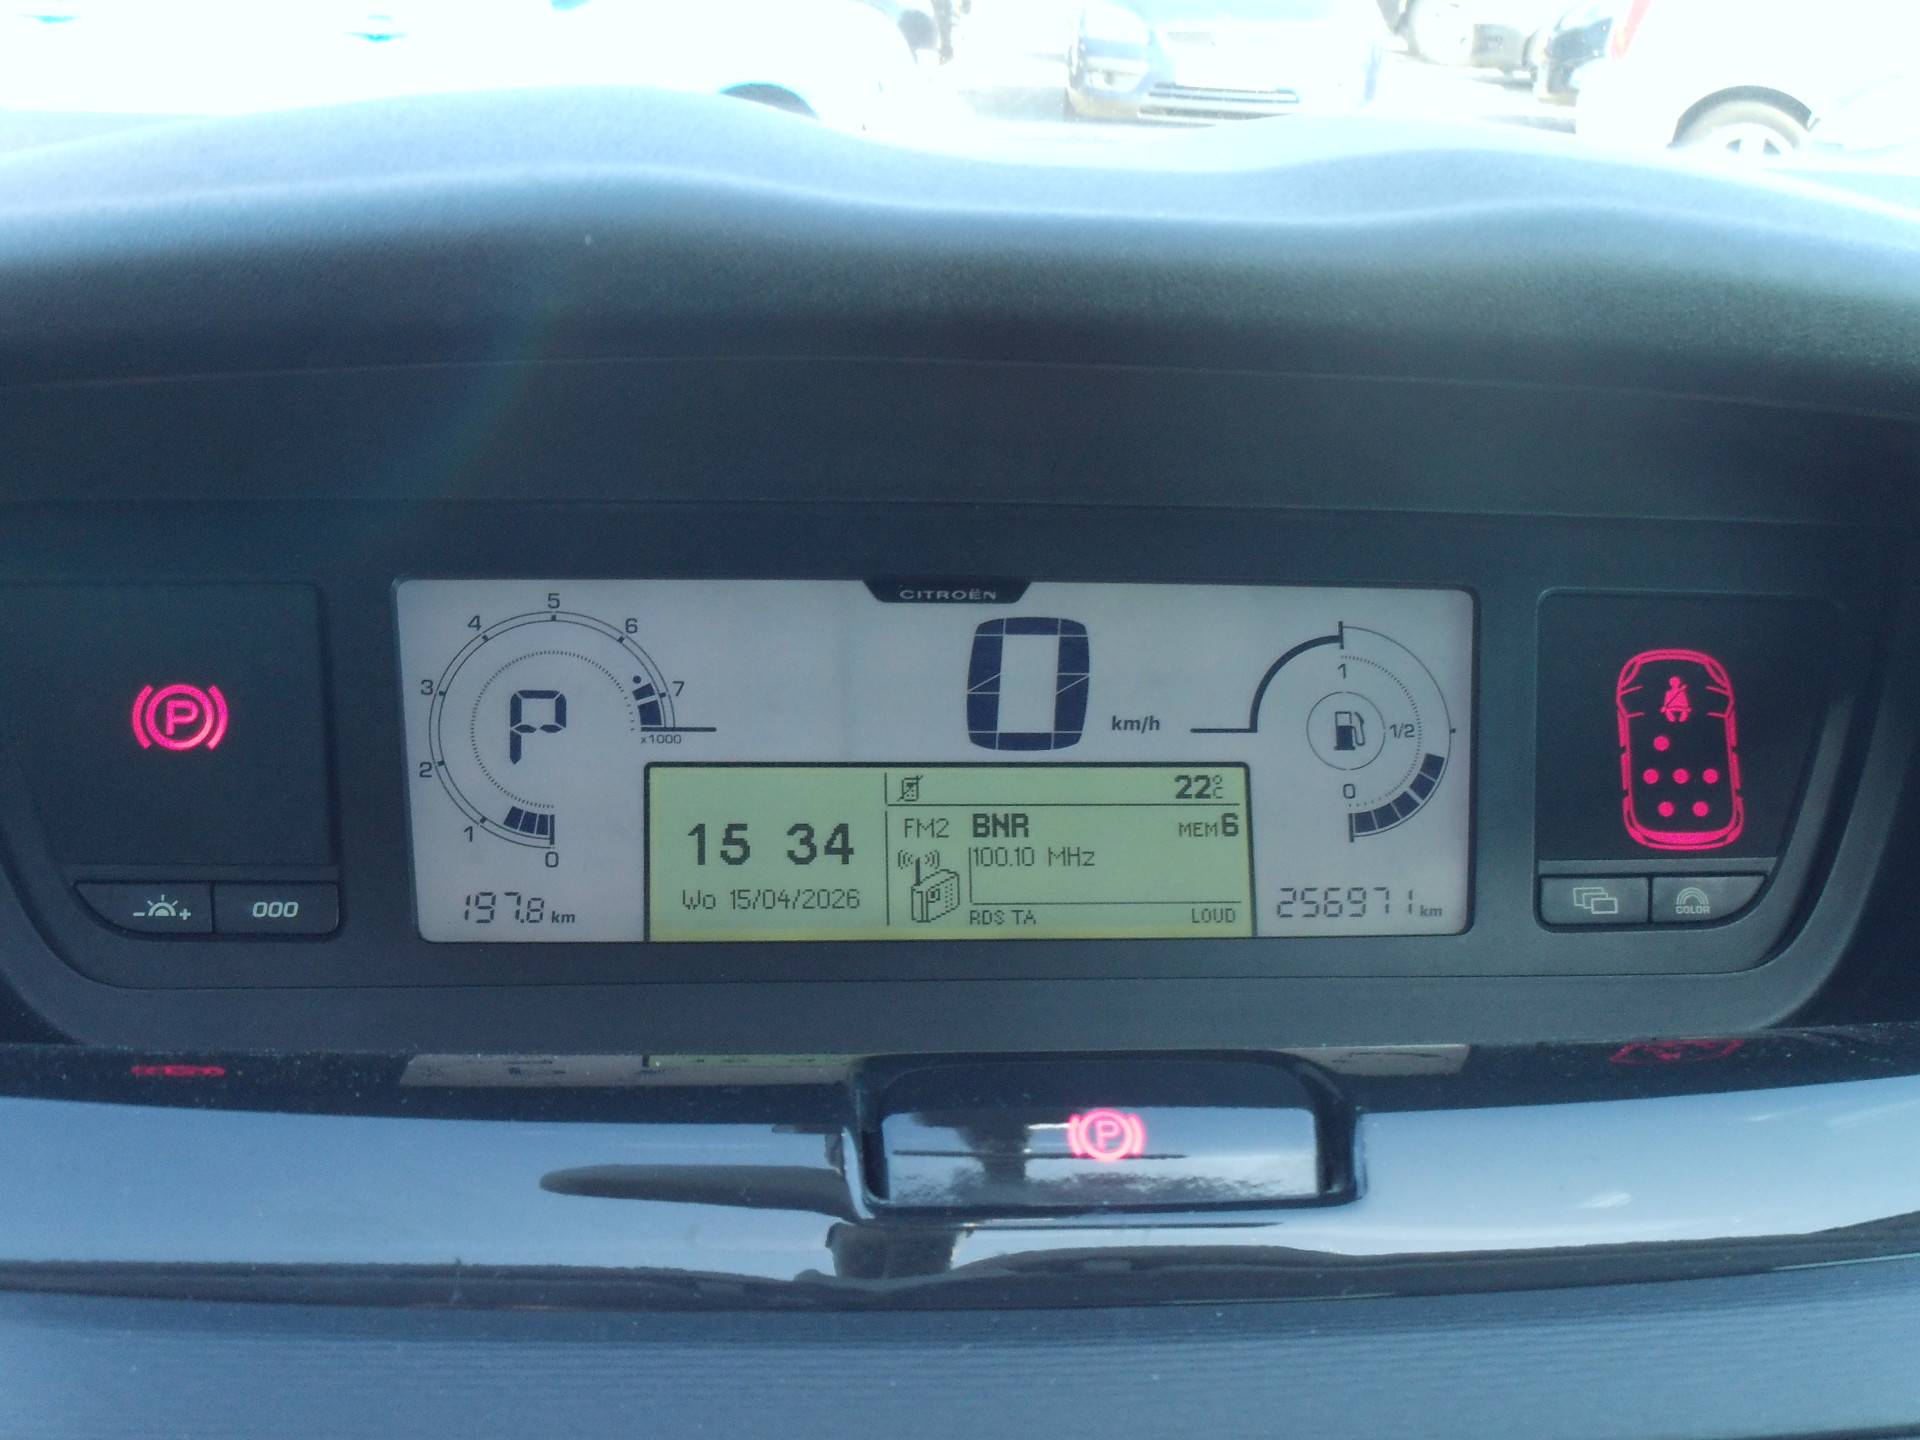 CITROËN
5
4
6
3
7
x1000
2
1
0
P
0
km/h
1
1/2
0
22°C
15 34
FM2 BNR MEM 6
100.10 MHz
Wo 15/04/2026
RDS TA LOUD
197.8 km
256971 km
P
000
COLOR
P